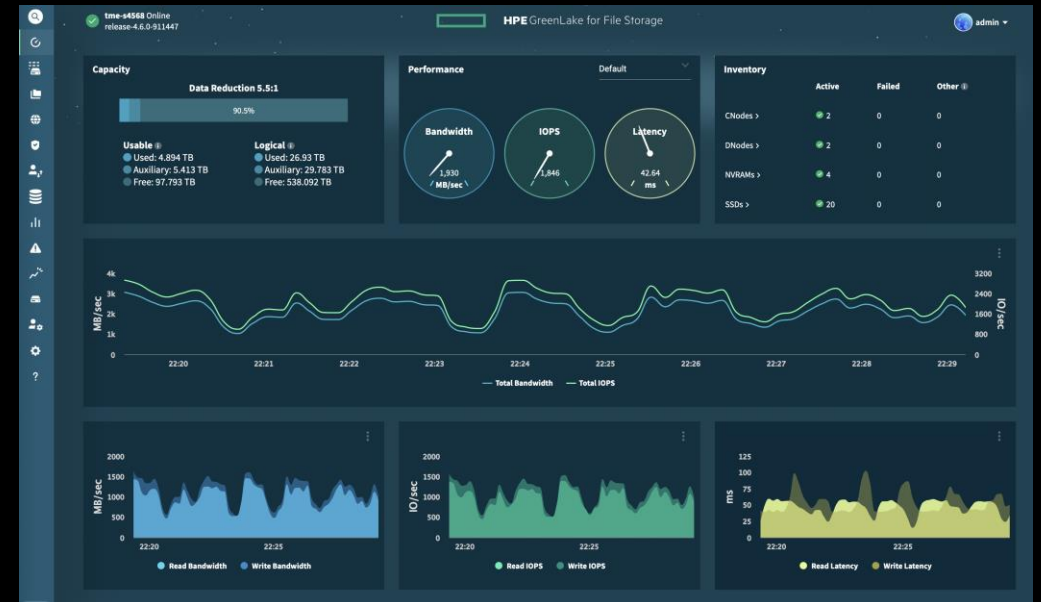 tme-s4568 Online
release-4.6.0-911447
HPE GreenLake for File Storage
admin
Capacity
Data Reduction 5.5:1
90.5%
Usable
Used: 4.894 TB
Auxiliary: 5.413 TB
Free: 97.793 TB
Logical
Used: 26.93 TB
Auxiliary: 29.783 TB
Free: 538.092 TB
Performance
Default
Bandwidth
1,930
MB/sec
IOPS
1,846
Latency
42.64
ms
Inventory
Active Failed Other
CNodes > 2 0 0
DNodes > 2 0 0
NVRAMs > 4 0 0
SSDs > 20 0 0
MB/sec
4k
3k
2k
1k
0
3200
2400
1600
800
0
IO/sec
22:20 22:21 22:22 22:23 22:24 22:25 22:26 22:27 22:28 22:29
Total Bandwidth Total IOPS
MB/sec
2000
1500
1000
500
0
22:20 22:25
Read Bandwidth Write Bandwidth
IO/sec
2000
1500
1000
500
0
22:20 22:25
Read IOPS Write IOPS
ms
125
100
75
50
25
0
22:20 22:25
Read Latency Write Latency